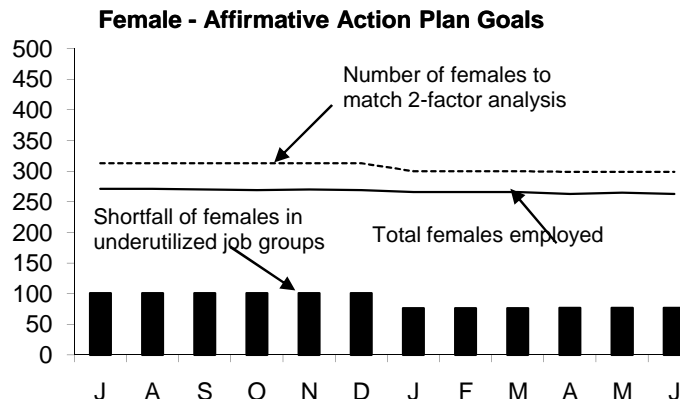 Female - Affirmative Action Plan Goals
500
450
400
350
300
250
200
150
100
50
0
Number of females to
match 2-factor analysis
Shortfall of females in
underutilized job groups
Total females employed
J A S O N D J F M A M J